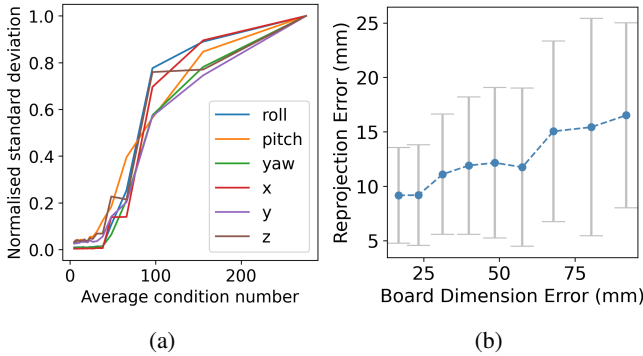 1.0
0.8
0.6
0.4
0.2
0.0
Normalised standard deviation
roll
pitch
yaw
x
y
z
0 100 200
Average condition number
(a)
25
20
15
10
5
Reprojection Error (mm)
25 50 75
Board Dimension Error (mm)
(b)